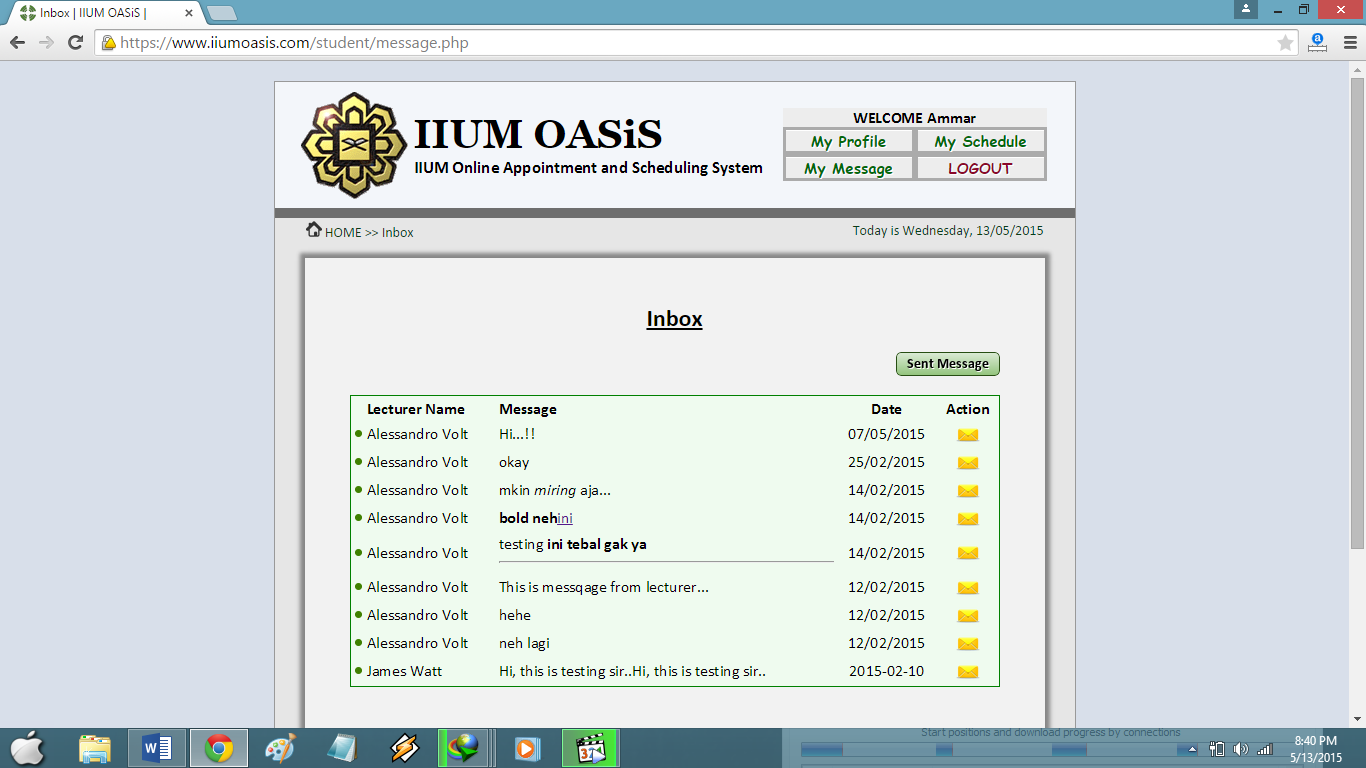 Inbox | IIUM OASiS |
https://www.iiumoasis.com/student/message.php
IIUM OASiS
IIUM Online Appointment and Scheduling System
WELCOME Ammar
My Profile My Schedule
My Message LOGOUT
HOME >> Inbox Today is Wednesday, 13/05/2015
Inbox
Sent Message
Lecturer Name Message Date Action
Alessandro Volt Hi...!! 07/05/2015
Alessandro Volt okay 25/02/2015
Alessandro Volt mkin miring aja... 14/02/2015
Alessandro Volt bold nehini 14/02/2015
Alessandro Volt testing ini tebal gak ya 14/02/2015
Alessandro Volt This is messqage from lecturer... 12/02/2015
Alessandro Volt hehe 12/02/2015
Alessandro Volt neh lagi 12/02/2015
James Watt Hi, this is testing sir..Hi, this is testing sir.. 2015-02-10
Start positions and download progress by connections
8:40 PM
5/13/2015